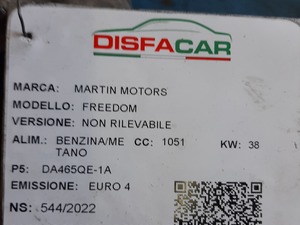 DISFACAR
MARCA: MARTIN MOTORS
MODELLO: FREEDOM
VERSIONE: NON RILEVABILE
ALIM.: BENZINA/ME CC: 1051 KW: 38
TANO
P5: DA465QE-1A
EMISSIONE: EURO 4
NS: 544/2022